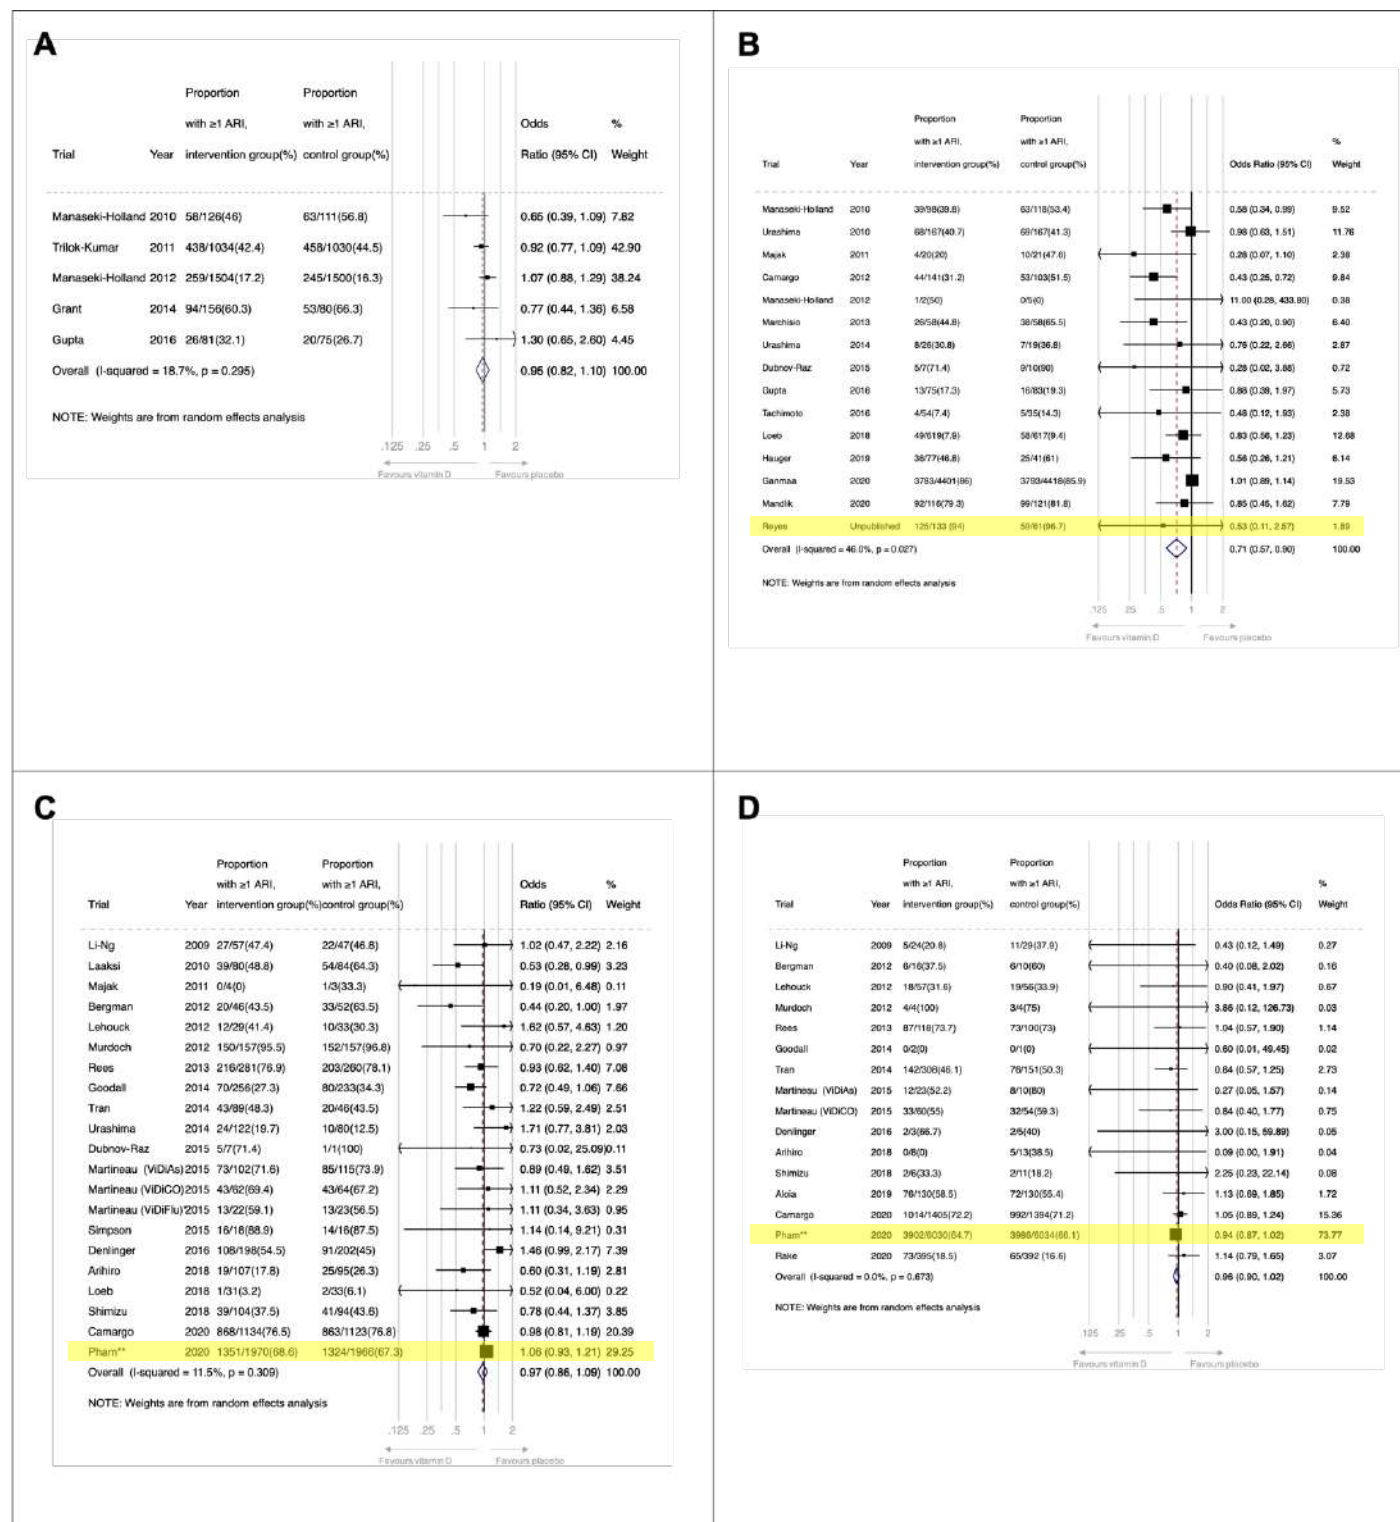 A
Proportion Proportion
with ≥1 ARI, with ≥1 ARI, Odds %
Trial Year intervention group(%) control group(%) Ratio (95% CI) Weight
Manaseki-Holland 2010 58/126(46) 63/111(56.8) 0.65 (0.39, 1.09) 7.82
Trilok-Kumar 2011 438/1034(42.4) 458/1030(44.5) 0.92 (0.77, 1.09) 42.90
Manaseki-Holland 2012 259/1504(17.2) 245/1500(16.3) 1.07 (0.88, 1.29) 38.24
Grant 2014 94/156(60.3) 53/80(66.3) 0.77 (0.44, 1.36) 6.58
Gupta 2016 26/81(32.1) 20/75(26.7) 1.30 (0.65, 2.60) 4.45
Overall (I-squared = 18.7%, p = 0.295) 0.95 (0.82, 1.10) 100.00
NOTE: Weights are from random effects analysis
.125 .25 .5 1 2
Favours vitamin D Favours placebo
B
Proportion Proportion
with ≥1 ARI, with ≥1 ARI, %
Trial Year intervention group(%) control group(%) Odds Ratio (95% CI) Weight
Manaseki-Holland 2010 39/98(39.8) 63/118(53.4) 0.58 (0.34, 0.99) 9.52
Urashima 2010 68/167(40.7) 69/167(41.3) 0.98 (0.63, 1.51) 11.76
Majak 2011 4/20(20) 10/21(47.6) 0.28 (0.07, 1.10) 2.38
Camargo 2012 44/141(31.2) 53/103(51.5) 0.43 (0.25, 0.72) 9.84
Manaseki-Holland 2012 1/2(50) 0/5(0) 11.00 (0.28, 433.80) 0.38
Marchisio 2013 26/58(44.8) 38/58(65.5) 0.43 (0.20, 0.90) 6.40
Urashima 2014 8/26(30.8) 7/19(36.8) 0.76 (0.22, 2.66) 2.87
Dubnov-Raz 2015 5/7(71.4) 9/10(90) 0.28 (0.02, 3.88) 0.72
Gupta 2016 13/75(17.3) 16/83(19.3) 0.88 (0.39, 1.97) 5.73
Tachimoto 2016 4/54(7.4) 5/35(14.3) 0.48 (0.12, 1.93) 2.38
Loeb 2018 49/619(7.9) 58/617(9.4) 0.83 (0.56, 1.23) 12.68
Hauger 2019 36/77(46.8) 25/41(61) 0.56 (0.26, 1.21) 6.14
Ganmaa 2020 3783/4401(86) 3793/4418(85.9) 1.01 (0.89, 1.14) 19.53
Mandlik 2020 92/116(79.3) 99/121(81.8) 0.85 (0.45, 1.62) 7.79
Reyes Unpublished 125/133 (94) 59/61(96.7) 0.53 (0.11, 2.57) 1.89
Overall (I-squared = 46.0%, p = 0.027) 0.71 (0.57, 0.90) 100.00
NOTE: Weights are from random effects analysis
.125 .25 .5 1 2
Favours vitamin D Favours placebo
C
Proportion Proportion
with ≥1 ARI, with ≥1 ARI, Odds %
Trial Year intervention group(%)control group(%) Ratio (95% CI) Weight
Li-Ng 2009 27/57(47.4) 22/47(46.8) 1.02 (0.47, 2.22) 2.16
Laaksi 2010 39/80(48.8) 54/84(64.3) 0.53 (0.28, 0.99) 3.23
Majak 2011 0/4(0) 1/3(33.3) 0.19 (0.01, 6.48) 0.11
Bergman 2012 20/46(43.5) 33/52(63.5) 0.44 (0.20, 1.00) 1.97
Lehouck 2012 12/29(41.4) 10/33(30.3) 1.62 (0.57, 4.63) 1.20
Murdoch 2012 150/157(95.5) 152/157(96.8) 0.70 (0.22, 2.27) 0.97
Rees 2013 216/281(76.9) 203/260(78.1) 0.93 (0.62, 1.40) 7.08
Goodall 2014 70/256(27.3) 80/233(34.3) 0.72 (0.49, 1.06) 7.66
Tran 2014 43/89(48.3) 20/46(43.5) 1.22 (0.59, 2.49) 2.51
Urashima 2014 24/122(19.7) 10/80(12.5) 1.71 (0.77, 3.81) 2.03
Dubnov-Raz 2015 5/7(71.4) 1/1(100) 0.73 (0.02, 25.09)0.11
Martineau (ViDiAs)2015 73/102(71.6) 85/115(73.9) 0.89 (0.49, 1.62) 3.51
Martineau (ViDiCO)2015 43/62(69.4) 43/64(67.2) 1.11 (0.52, 2.34) 2.29
Martineau (ViDiFlu)*2015 13/22(59.1) 13/23(56.5) 1.11 (0.34, 3.63) 0.95
Simpson 2015 16/18(88.9) 14/16(87.5) 1.14 (0.14, 9.21) 0.31
Denlinger 2016 108/198(54.5) 91/202(45) 1.46 (0.99, 2.17) 7.39
Arihiro 2018 19/107(17.8) 25/95(26.3) 0.60 (0.31, 1.19) 2.81
Loeb 2018 1/31(3.2) 2/33(6.1) 0.52 (0.04, 6.00) 0.22
Shimizu 2018 39/104(37.5) 41/94(43.6) 0.78 (0.44, 1.37) 3.85
Camargo 2020 868/1134(76.5) 863/1123(76.8) 0.98 (0.81, 1.19) 20.39
Pham** 2020 1351/1970(68.6) 1324/1966(67.3) 1.06 (0.93, 1.21) 29.25
Overall (I-squared = 11.5%, p = 0.309) 0.97 (0.86, 1.09) 100.00
NOTE: Weights are from random effects analysis
.125 .25 .5 1 2
Favours vitamin D Favours placebo
D
Proportion Proportion
with ≥1 ARI, with ≥1 ARI, %
Trial Year intervention group(%) control group(%) Odds Ratio (95% CI) Weight
Li-Ng 2009 5/24(20.8) 11/29(37.9) 0.43 (0.12, 1.49) 0.27
Bergman 2012 6/16(37.5) 6/10(60) 0.40 (0.08, 2.02) 0.16
Lehouck 2012 18/57(31.6) 19/56(33.9) 0.90 (0.41, 1.97) 0.67
Murdoch 2012 4/4(100) 3/4(75) 3.86 (0.12, 126.73) 0.03
Rees 2013 87/118(73.7) 73/100(73) 1.04 (0.57, 1.90) 1.14
Goodall 2014 0/2(0) 0/1(0) 0.60 (0.01, 49.45) 0.02
Tran 2014 142/308(46.1) 76/151(50.3) 0.84 (0.57, 1.25) 2.73
Martineau (ViDiAs) 2015 12/23(52.2) 8/10(80) 0.27 (0.05, 1.57) 0.14
Martineau (ViDiCO) 2015 33/60(55) 32/54(59.3) 0.84 (0.40, 1.77) 0.75
Denlinger 2016 2/3(66.7) 2/5(40) 3.00 (0.15, 59.89) 0.05
Arihiro 2018 0/8(0) 5/13(38.5) 0.09 (0.00, 1.91) 0.04
Shimizu 2018 2/6(33.3) 2/11(18.2) 2.25 (0.23, 22.14) 0.08
Aloia 2019 76/130(58.5) 72/130(55.4) 1.13 (0.69, 1.85) 1.72
Camargo 2020 1014/1405(72.2) 992/1394(71.2) 1.05 (0.89, 1.24) 15.36
Pham** 2020 3902/6030(64.7) 3986/6034(66.1) 0.94 (0.87, 1.02) 73.77
Rake 2020 73/395(18.5) 65/392 (16.6) 1.14 (0.79, 1.65) 3.07
Overall (I-squared = 0.0%, p = 0.673) 0.96 (0.90, 1.02) 100.00
NOTE: Weights are from random effects analysis
.125 .25 .5 1 2
Favours vitamin D Favours placebo